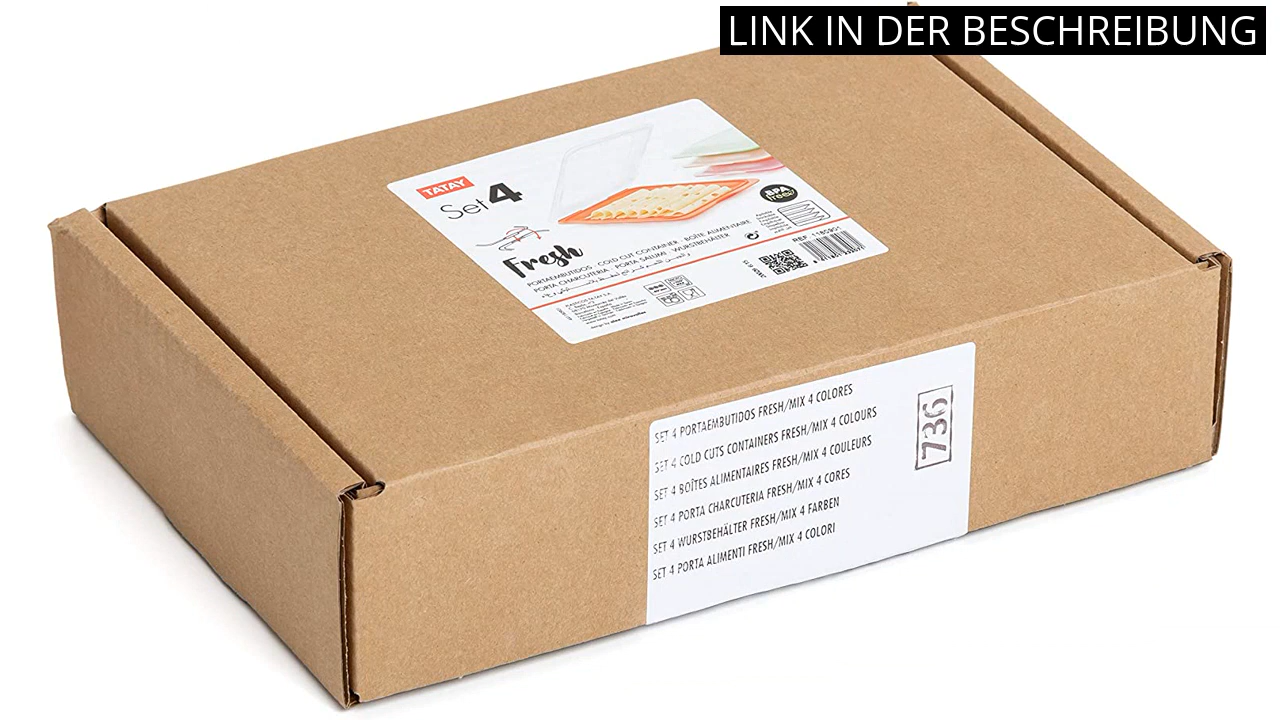 LINK IN DER BESCHREIBUNG
TATAY
Set 4
BPA
free
Fresh
PORTAEMBUTIDOS · COLD CUT CONTAINER · BOÎTE ALIMENTAIRE
PORTA CHARCUTERIA · PORTA SALUMI · WURSTBEHÄLTER
SET 4 PORTAEMBUTIDOS FRESH/MIX 4 COLORES
SET 4 COLD CUTS CONTAINERS FRESH/MIX 4 COLOURS
SET 4 BOÎTES ALIMENTAIRES FRESH/MIX 4 COULEURS
SET 4 PORTA CHARCUTERIA FRESH/MIX 4 CORES
SET 4 WURSTBEHÄLTER FRESH/MIX 4 FARBEN
SET 4 PORTA ALIMENTI FRESH/MIX 4 COLORI
736